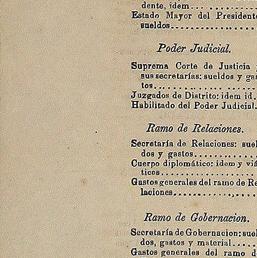 dente, idem....
Estado Mayor del Presidente
sueldos........
Poder Judicial.
Suprema Corte de Justicia
sus secretarías: sueldos y gas
tos............
Juzgados de Distrito: idem id.
Habilitado del Poder Judicial.
Ramo de Relaciones.
Secretaría de Relaciones: suel
dos y gastos............
Cuerpo diplomático: idem y viá
ticos............
Gastos generales del ramo de Re
laciones............
Ramo de Gobernacion.
Secretaría de Gobernacion; suel
dos, gastos y material....
Gastos generales del ramo d